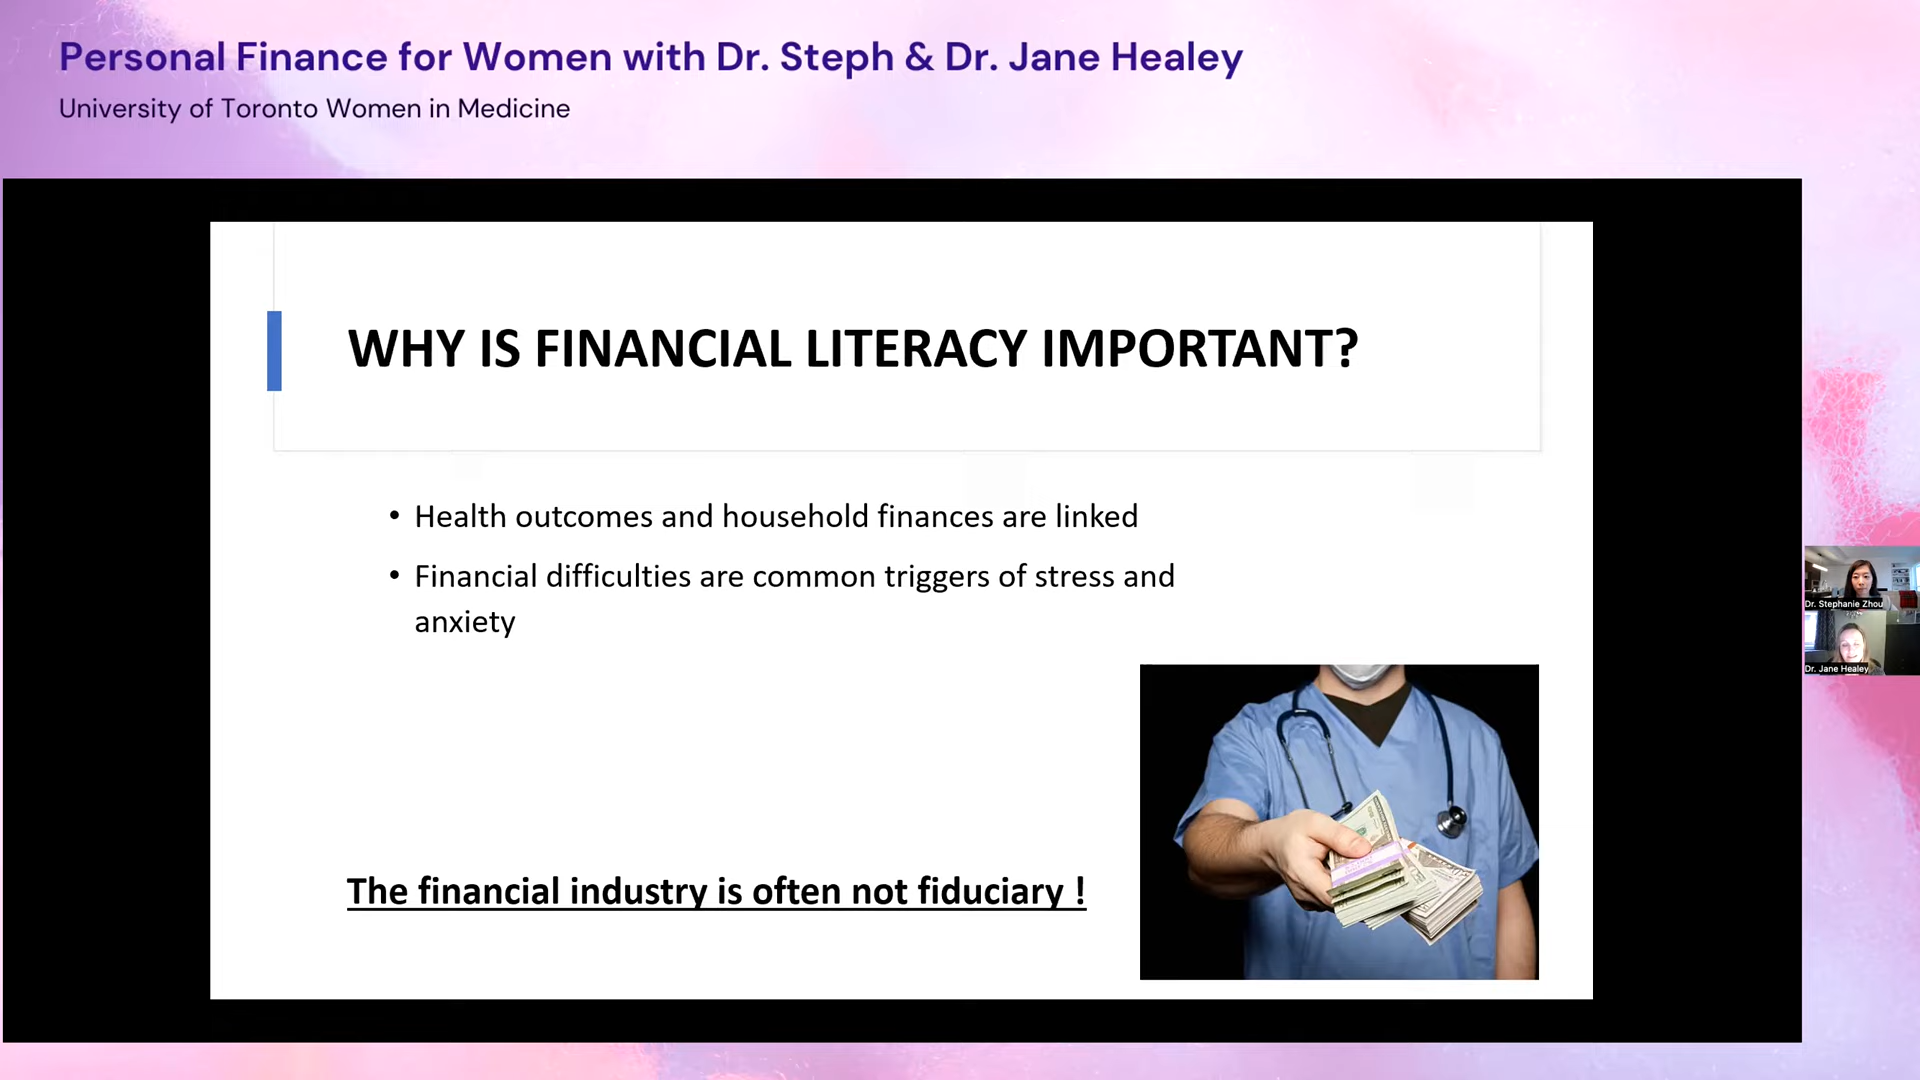 Personal Finance for Women with Dr. Steph & Dr. Jane Healey
University of Toronto Women in Medicine
WHY IS FINANCIAL LITERACY IMPORTANT?
• Health outcomes and household finances are linked
• Financial difficulties are common triggers of stress and
anxiety
The financial industry is often not fiduciary !
Dr. Stephanie Zhou
Dr. Jane Healey